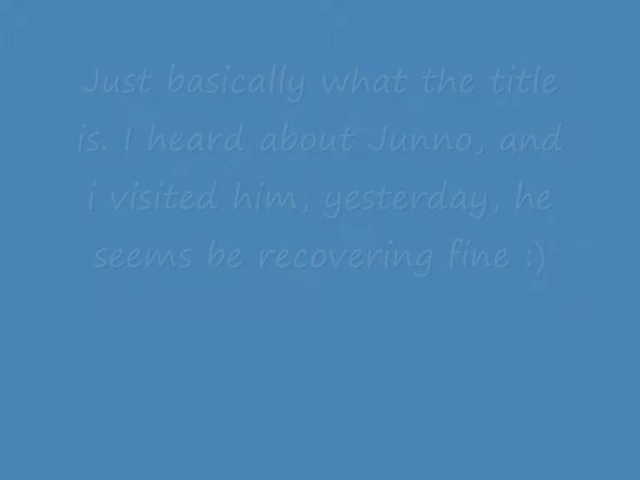 Just basically what the title
is. I heard about Junno, and
i visited him, yesterday, he
seems be recovering fine :)